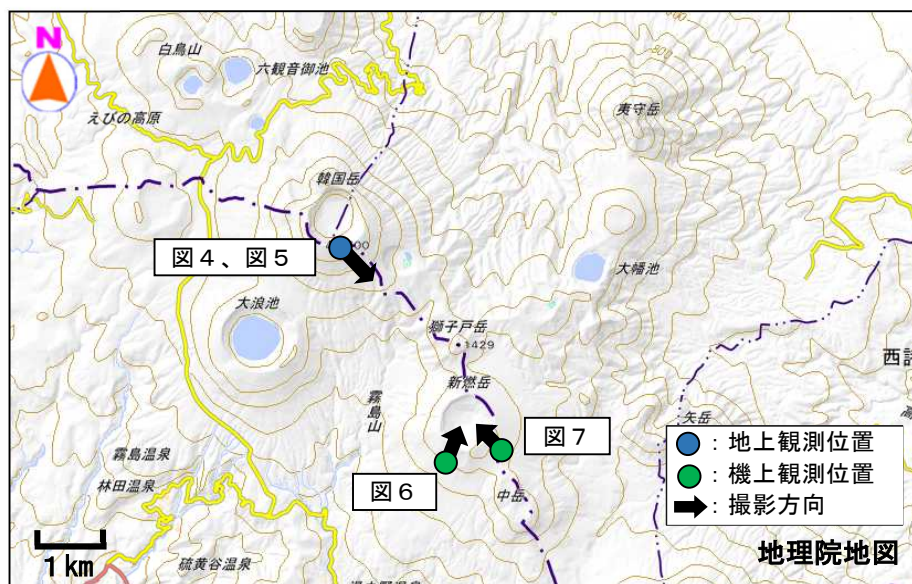 N
白鳥山
六観音御池
えびの高原
夷守岳
韓国岳
図4、図5
大幡池
大浪池
獅子戸岳
1429
新燃岳
西諸
霧島山
矢岳
図7
霧島温泉
林田温泉
図6
中岳
硫黄谷温泉
1km
●：地上観測位置
●：機上観測位置
➡：撮影方向
地理院地図